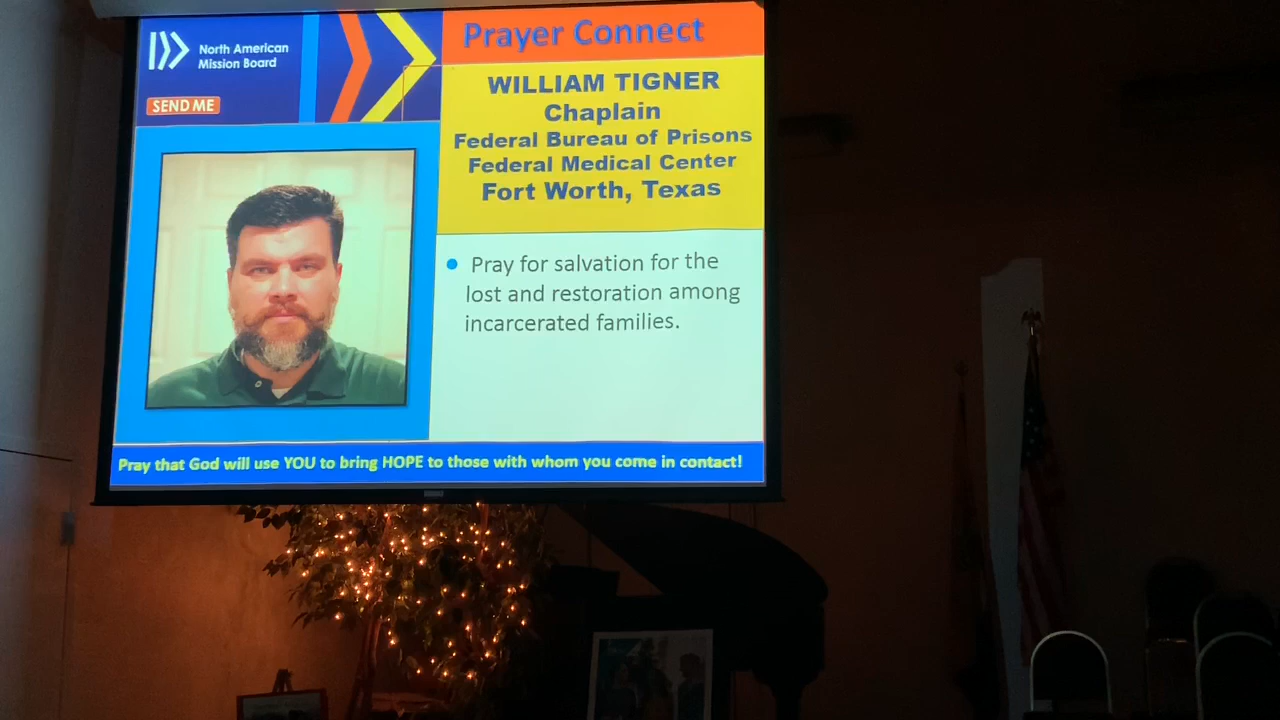 North American
Mission Board
SEND ME
Prayer Connect
WILLIAM TIGNER
Chaplain
Federal Bureau of Prisons
Federal Medical Center
Fort Worth, Texas
Pray for salvation for the
lost and restoration among
incarcerated families.
Pray that God will use YOU to bring HOPE to those with whom you come in contact!